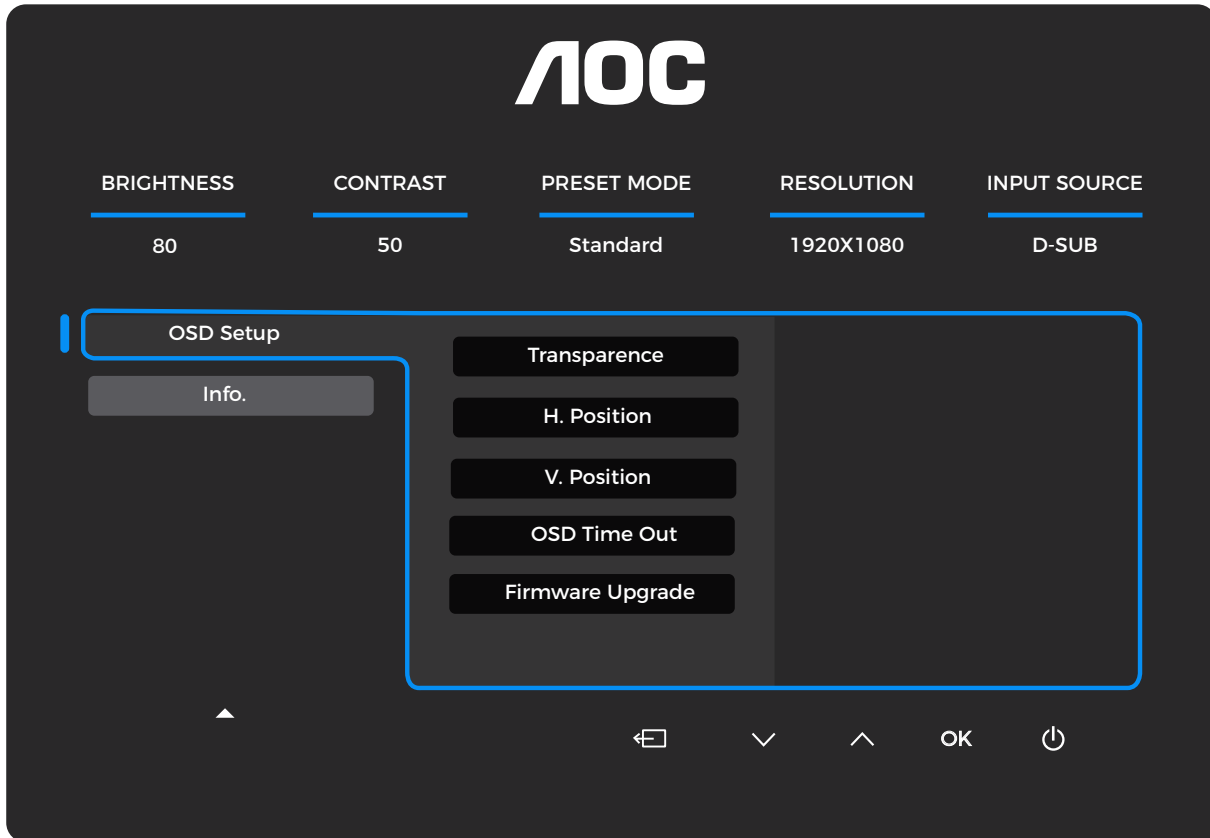 AOC
BRIGHTNESS CONTRAST PRESET MODE RESOLUTION INPUT SOURCE
80 50 Standard 1920X1080 D-SUB
OSD Setup
Info.
Transparence
H. Position
V. Position
OSD Time Out
Firmware Upgrade
OK